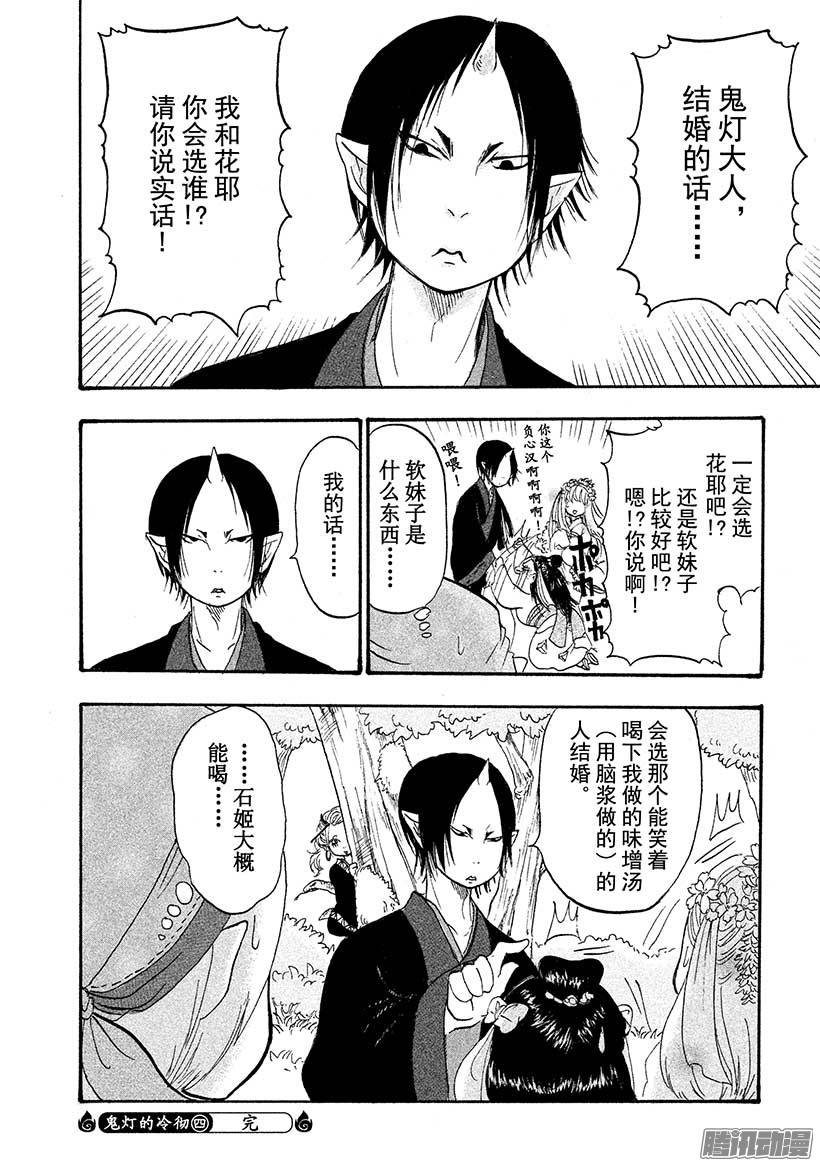 鬼灯大人，
结婚的话……
我和花耶
你会选谁!?
请你说实话！
一定会选
花耶吧!?
还是软妹子
比较好吧!?
嗯!?你说啊！
你这个
负心汉啊啊啊啊！
喂喂！
ポカポカ
软妹子是
什么东西……
我的话……
会选那个能笑着
喝下我做的味增汤
（用脑浆做的）的
人结婚。
……石姬大概
能喝……
鬼灯的冷彻㊃
完
腾讯动漫